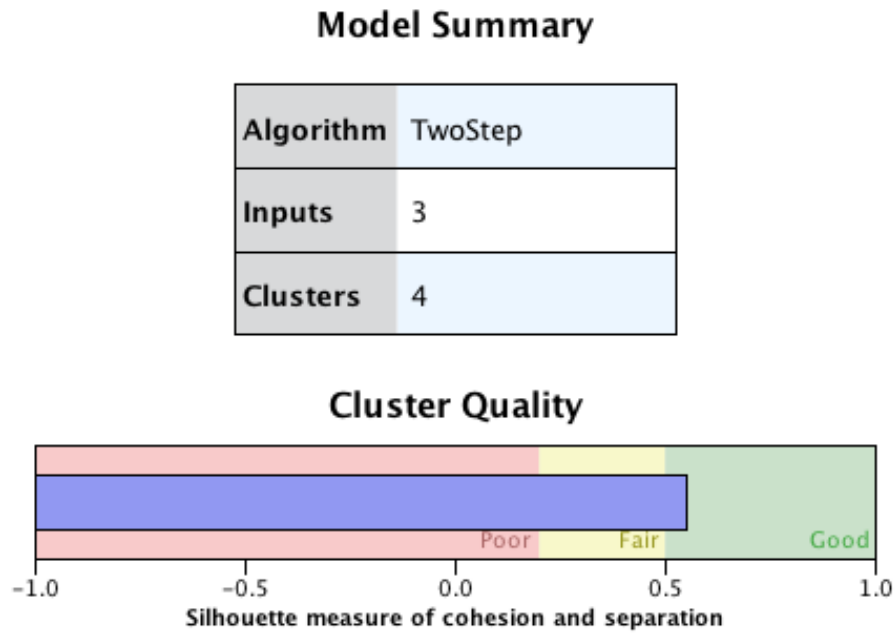 Model Summary
Algorithm TwoStep
Inputs 3
Clusters 4
Cluster Quality
Poor Fair Good
-1.0 -0.5 0.0 0.5 1.0
Silhouette measure of cohesion and separation